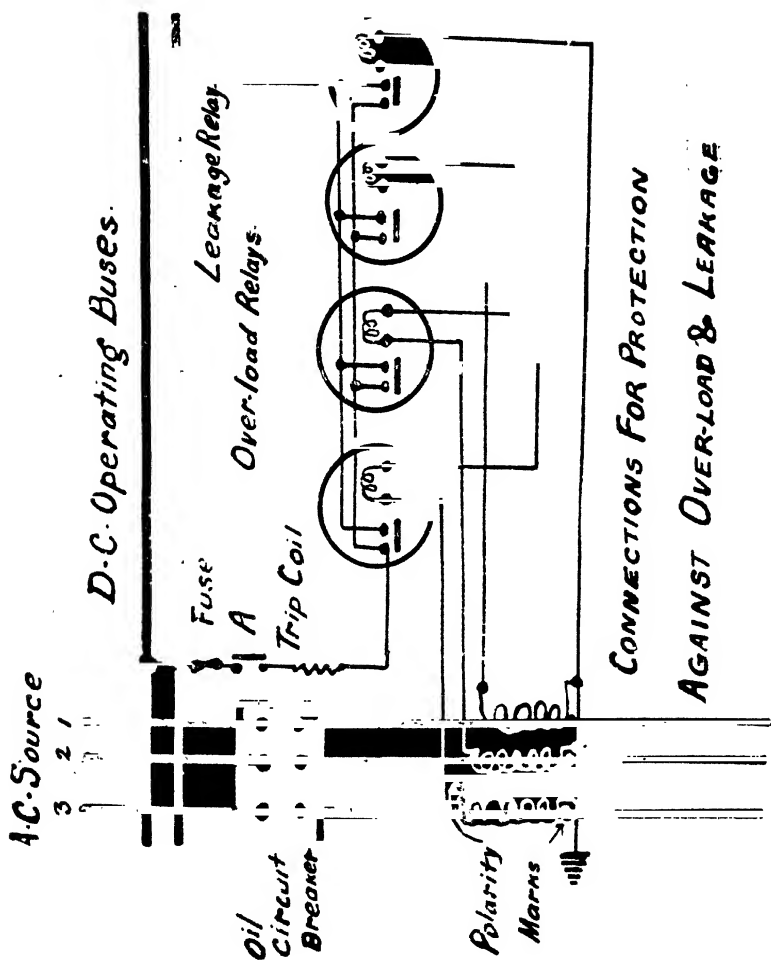 A·C·Source
3 2 1
D·C·Operating Buses.
Fuse
A
Trip Coil
Oil
Circuit
Breaker
Leakage Relay
Over-load Relays.
Polarity
Marks
CONNECTIONS FOR PROTECTION
AGAINST OVER-LOAD & LEAKAGE